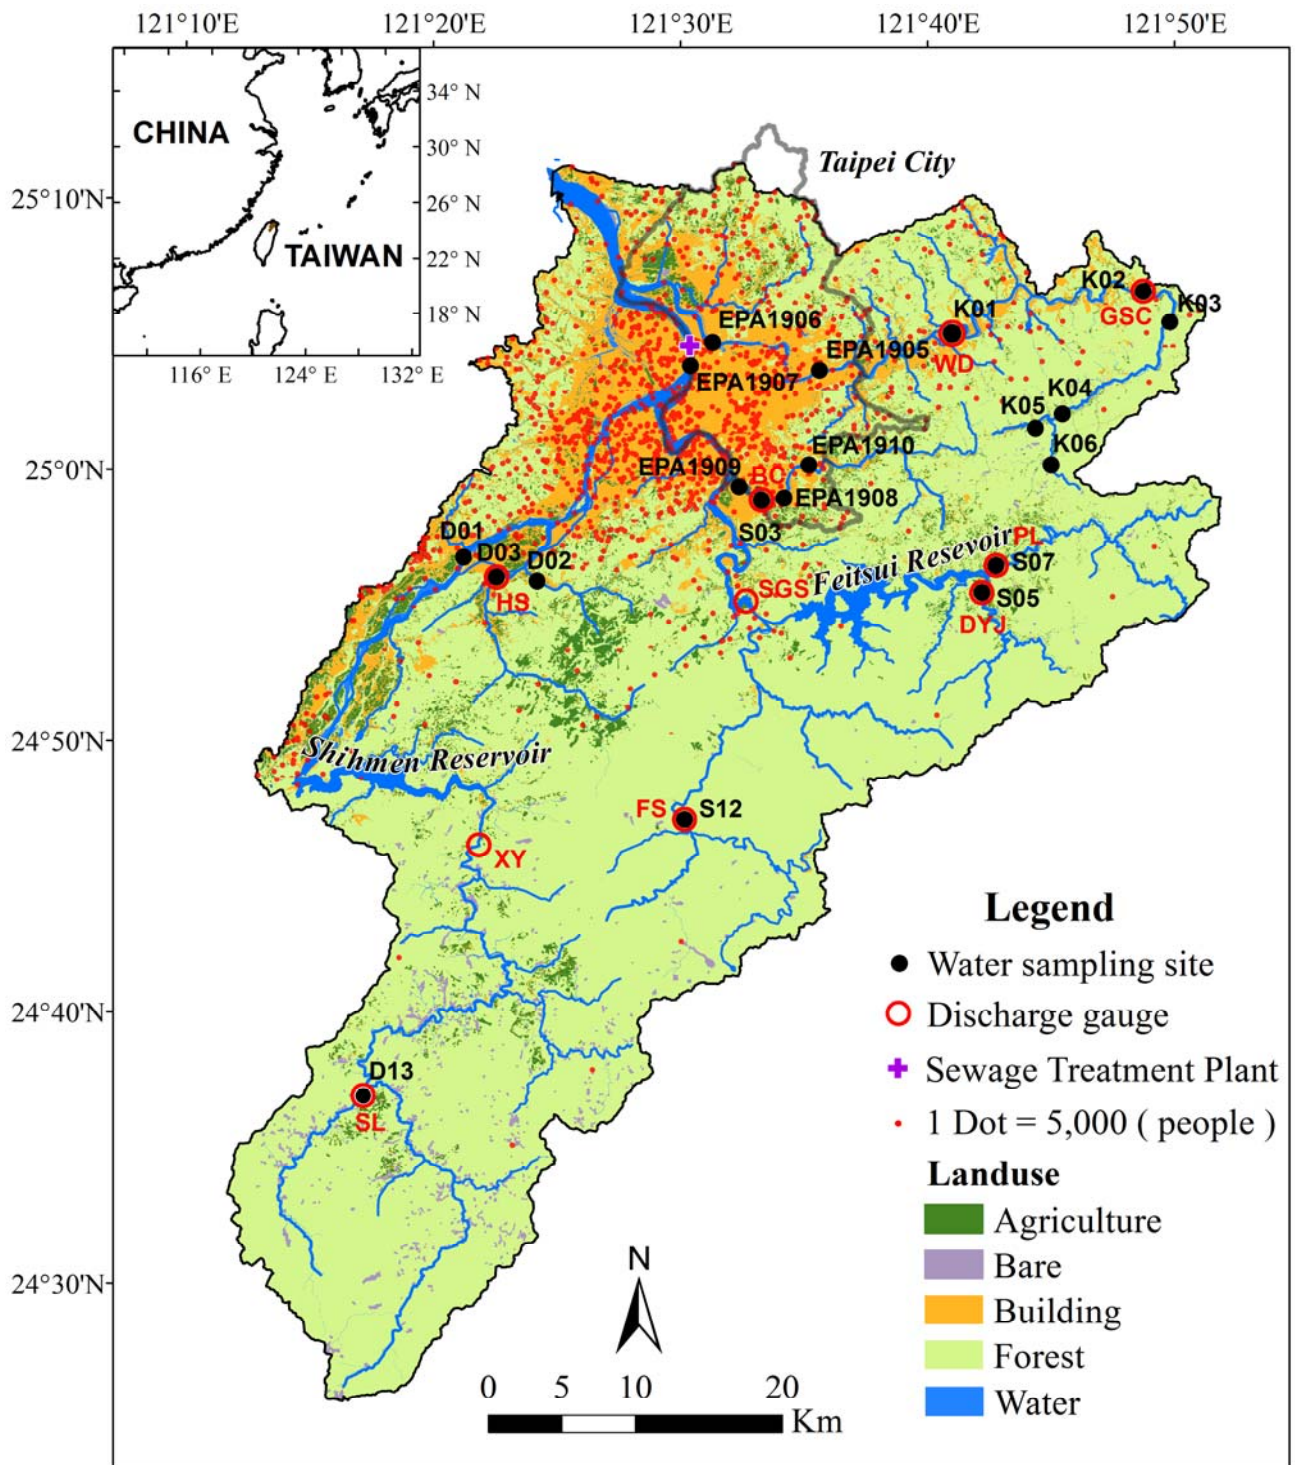 121°10'E 121°20'E 121°30'E 121°40'E 121°50'E
34° N
CHINA
30° N
Taipei City
25°10'N
26° N
TAIWAN
22° N
K02
K03
K01
GSC
18° N
EPA1906
EPA1905
WD
116° E 124° E 132° E
EPA1907
K04
K05
EPA1910
K06
25°0'N
EPA1909
BC
EPA1908
D01
S03
PL
D03
D02
Feitsui Resevoir
S07
SGS
HS
S05
DYJ
24°50'N
Shihmen Reservoir
FS
S12
XY
Legend
Water sampling site
24°40'N
Discharge gauge
D13
Sewage Treatment Plant
SL
1 Dot = 5,000 ( people )
Landuse
Agriculture
N
Bare
24°30'N
Building
Forest
0 5 10 20
Water
Km